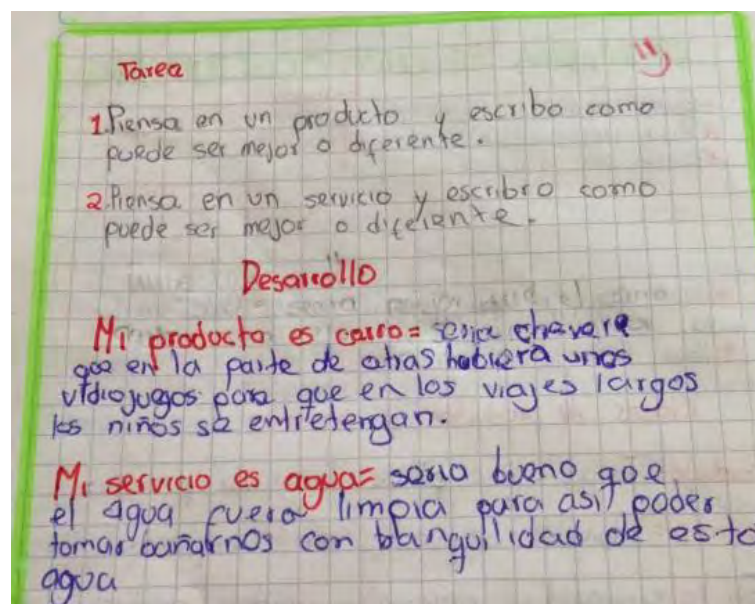 Tarea
1. Piensa en un producto y escribo como
puede ser mejor o diferente.
2. Piensa en un servicio y escribro como
puede ser mejor o diferente.
Desarrollo
Mi producto es carro = seria chevare
que en la parte de atras hubiera unos
vidiojuegos para que en los viajes largos
los niños se entretengan.
Mi servicio es agua = seria bueno que
el agua fuera limpia para asi poder
tomar bañarnos con tanquilidad de esta
agua